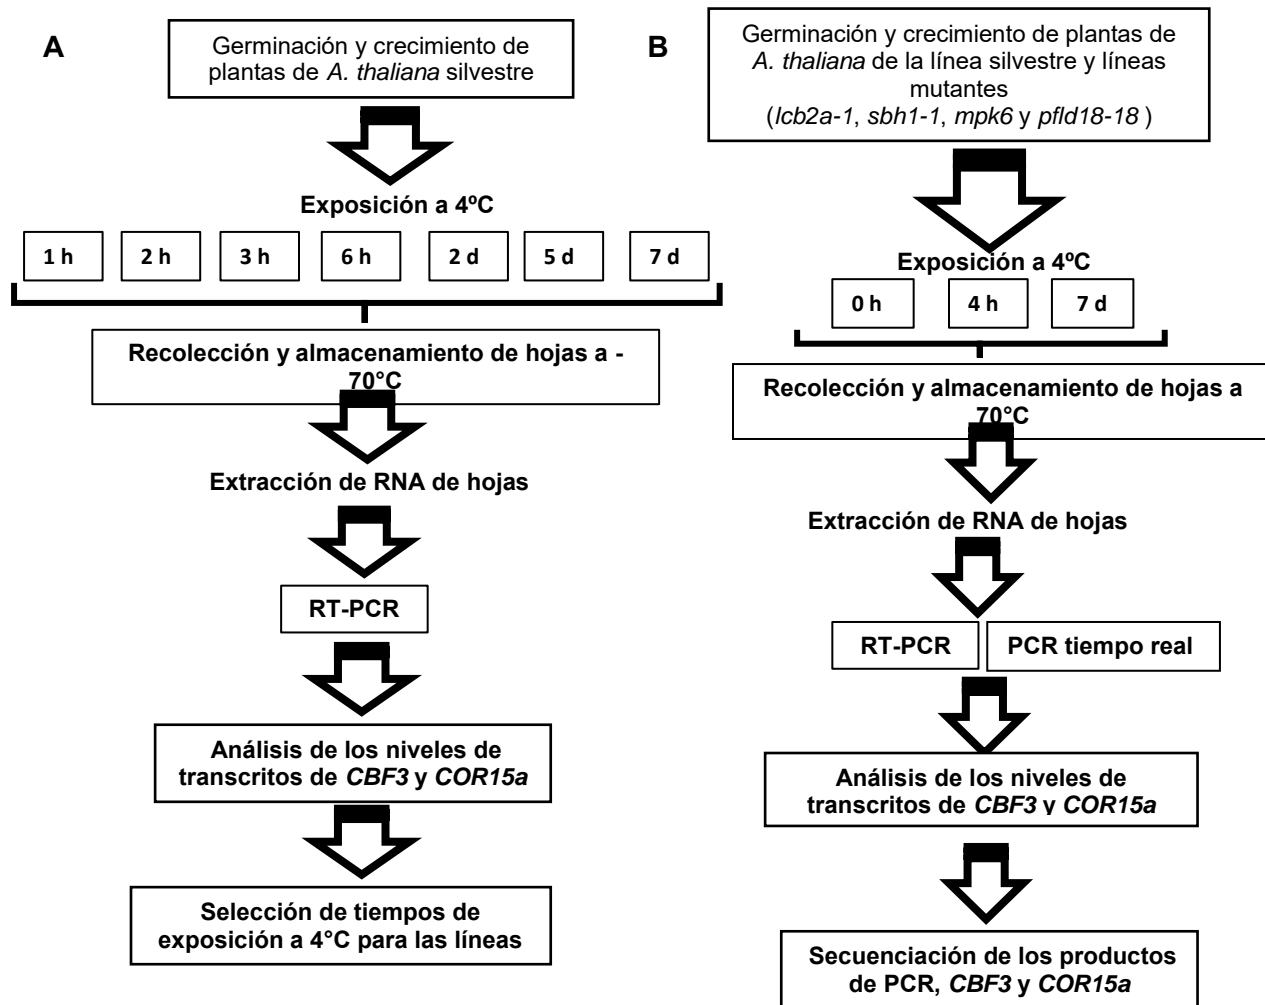 A
Germinación y crecimiento de
plantas de A. thaliana silvestre
Exposición a 4ºC
1 h
2 h
3 h
6 h
2 d
5 d
7 d
Recolección y almacenamiento de hojas a -
70°C
Extracción de RNA de hojas
RT-PCR
Análisis de los niveles de
transcritos de CBF3 y COR15a
Selección de tiempos de
exposición a 4°C para las líneas
B
Germinación y crecimiento de plantas de
A. thaliana de la línea silvestre y líneas
mutantes
(lcb2a-1, sbh1-1, mpk6 y pfld18-18 )
Exposición a 4ºC
0 h
4 h
7 d
Recolección y almacenamiento de hojas a
70°C
Extracción de RNA de hojas
RT-PCR
PCR tiempo real
Análisis de los niveles de
transcritos de CBF3 y COR15a
Secuenciación de los productos
de PCR, CBF3 y COR15a